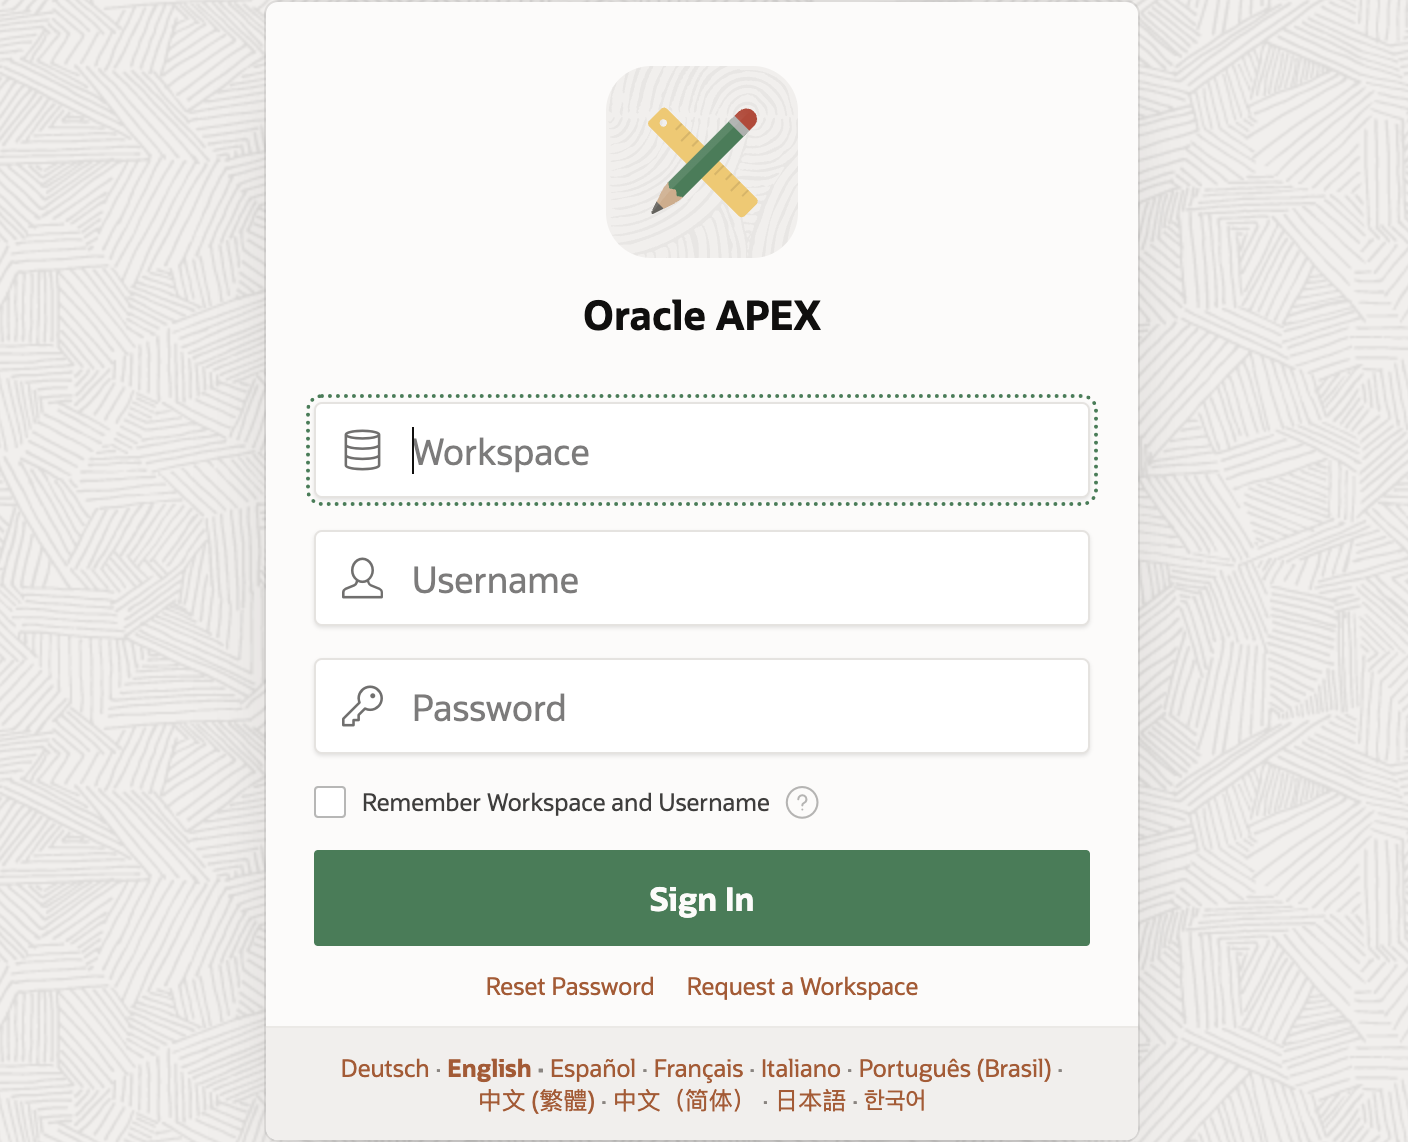 Oracle APEX
Workspace
Username
Password
Remember Workspace and Username ?
Sign In
Reset Password Request a Workspace
Deutsch · English · Español · Français · Italiano · Português (Brasil) ·
中文 (繁體) · 中文（简体） · 日本語 · 한국어